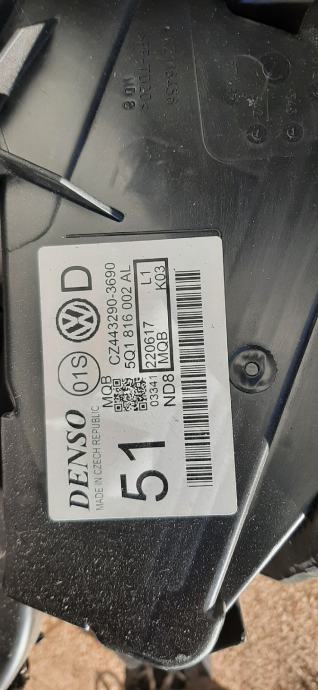 DENSO 01S D
MADE IN CZECH REPUBLIC
MQB CZ443290-3690
5Q1 816 002 AL
03341 220617 L1
51 ND8 MQB K03